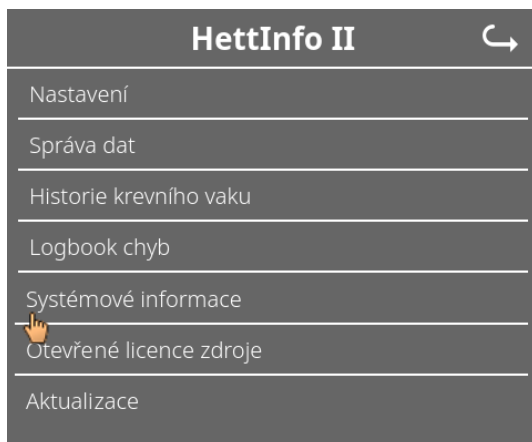 HettInfo II
Nastavení
Správa dat
Historie krevního vaku
Logbook chyb
Systémové informace
Otevřené licence zdroje
Aktualizace